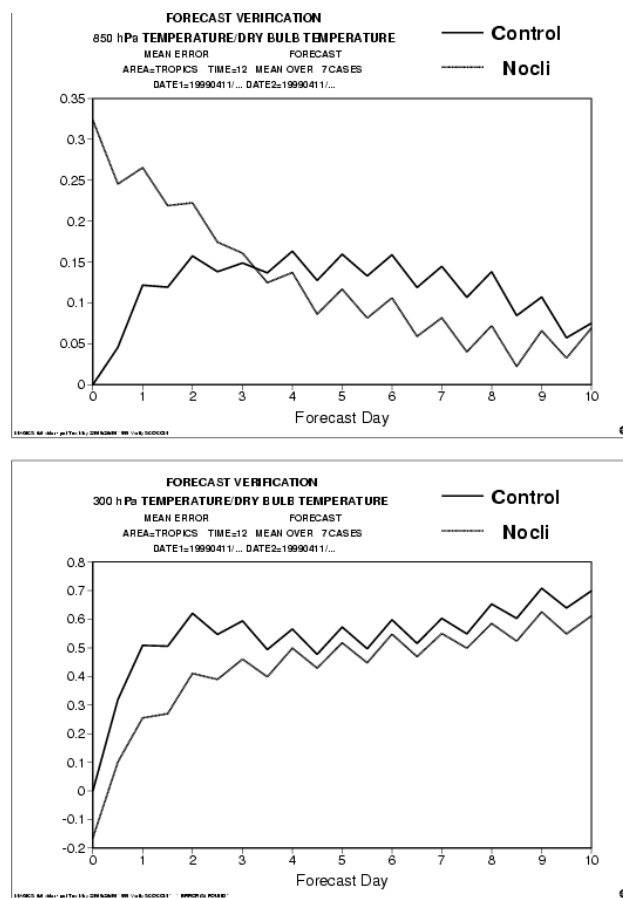 FORECAST VERIFICATION
850 hPa TEMPERATURE/DRY BULB TEMPERATURE
MEAN ERROR FORECAST
AREA=TROPICS TIME=12 MEAN OVER 7 CASES
DATE1=19990411/... DATE2=19990411/...
Control
Nocli
0.35
0.3
0.25
0.2
0.15
0.1
0.05
0
0 1 2 3 4 5 6 7 8 9 10
Forecast Day
FORECAST VERIFICATION
300 hPa TEMPERATURE/DRY BULB TEMPERATURE
MEAN ERROR FORECAST
AREA=TROPICS TIME=12 MEAN OVER 7 CASES
DATE1=19990411/... DATE2=19990411/...
Control
Nocli
0.8
0.7
0.6
0.5
0.4
0.3
0.2
0.1
0
-0.1
-0.2
0 1 2 3 4 5 6 7 8 9 10
Forecast Day